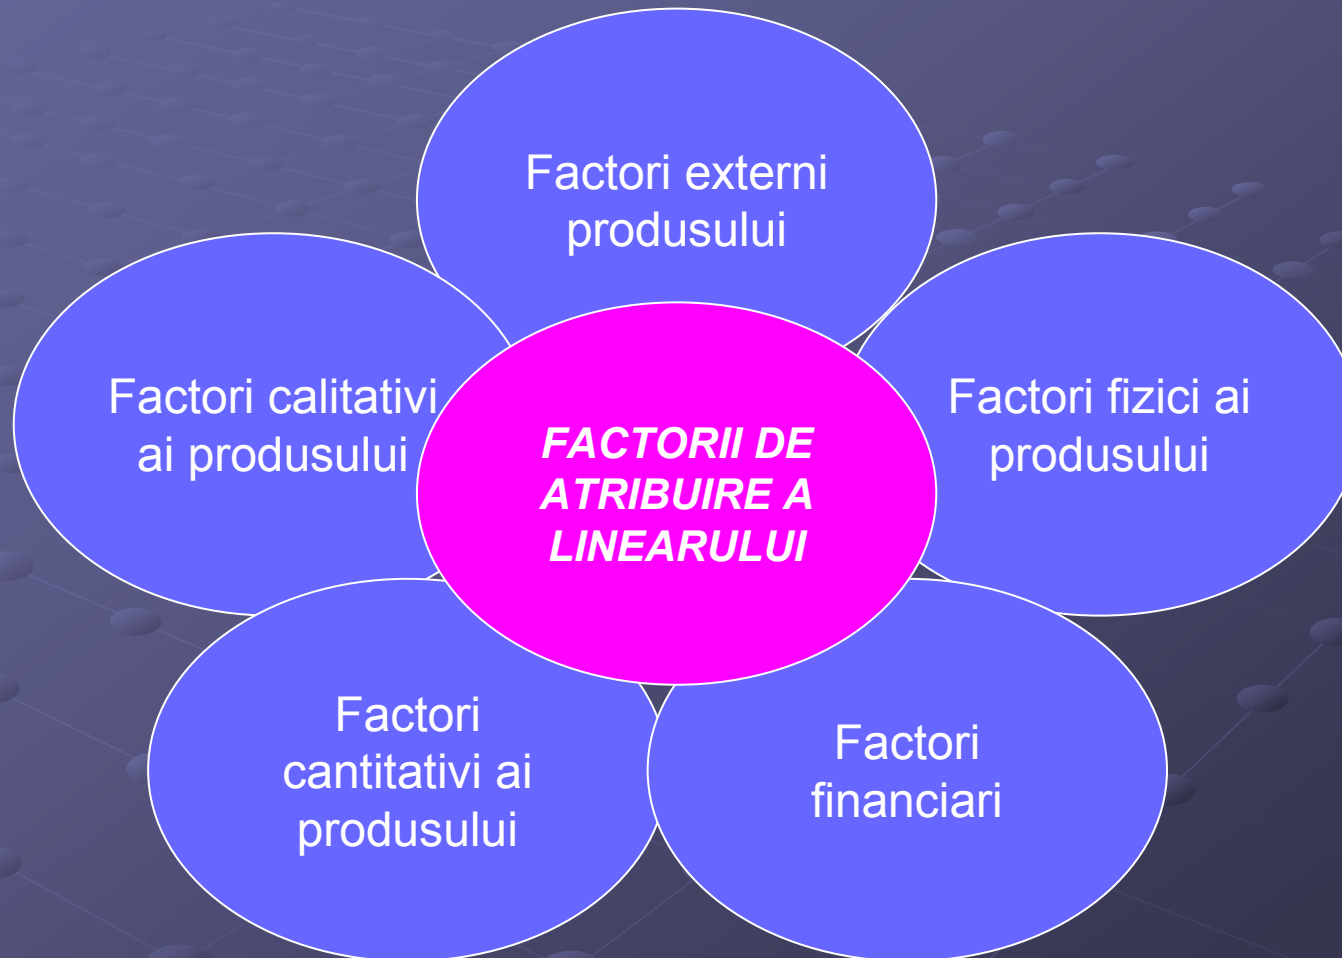 Factori externi
produsului
Factori calitativi
ai produsului
Factori fizici ai
produsului
FACTORII DE
ATRIBUIRE A
LINEARULUI
Factori
cantitativi ai
produsului
Factori
financiari